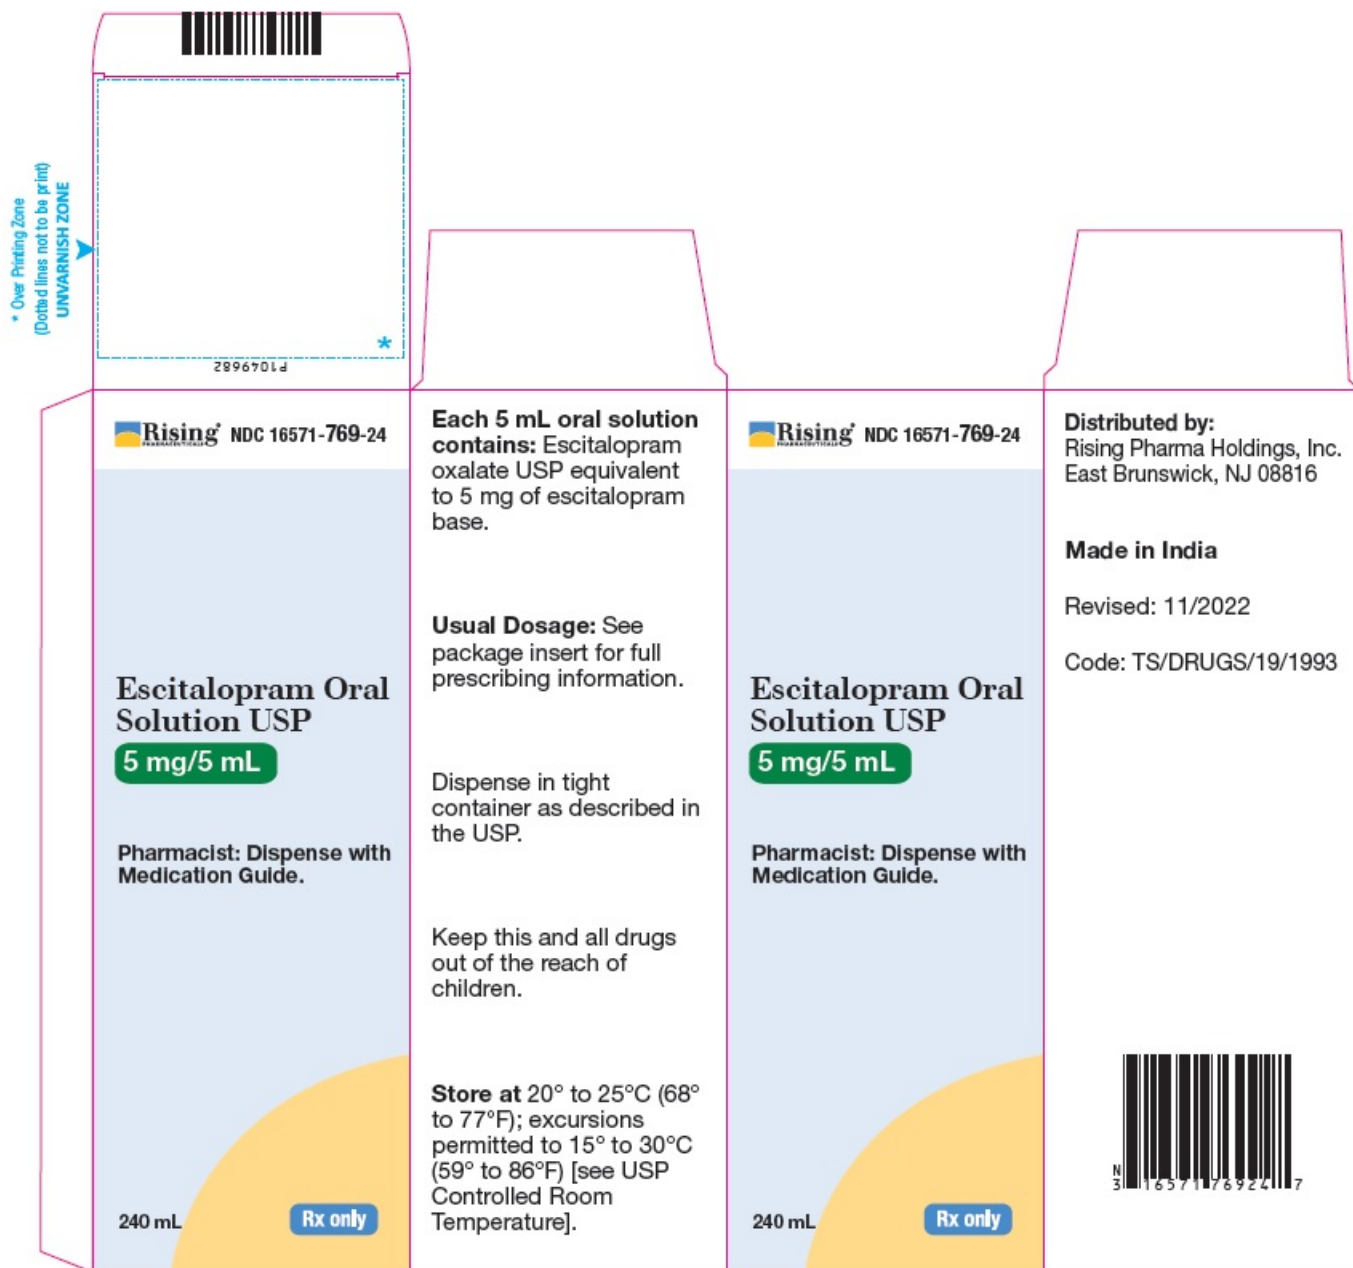 * Over Printing Zone
(Dotted lines not to be print)
UNVARNISH ZONE
*
P1049682
Rising®
PHARMACEUTICALS
NDC 16571-769-24
Escitalopram Oral
Solution USP
5 mg/5 mL
Pharmacist: Dispense with
Medication Guide.
240 mL
Rx only
Each 5 mL oral solution
contains: Escitalopram
oxalate USP equivalent
to 5 mg of escitalopram
base.
Usual Dosage: See
package insert for full
prescribing information.
Dispense in tight
container as described in
the USP.
Keep this and all drugs
out of the reach of
children.
Store at 20° to 25°C (68°
to 77°F); excursions
permitted to 15° to 30°C
(59° to 86°F) [see USP
Controlled Room
Temperature].
Rising®
PHARMACEUTICALS
NDC 16571-769-24
Escitalopram Oral
Solution USP
5 mg/5 mL
Pharmacist: Dispense with
Medication Guide.
240 mL
Rx only
Distributed by:
Rising Pharma Holdings, Inc.
East Brunswick, NJ 08816
Made in India
Revised: 11/2022
Code: TS/DRUGS/19/1993
N
3 16571 76924 7